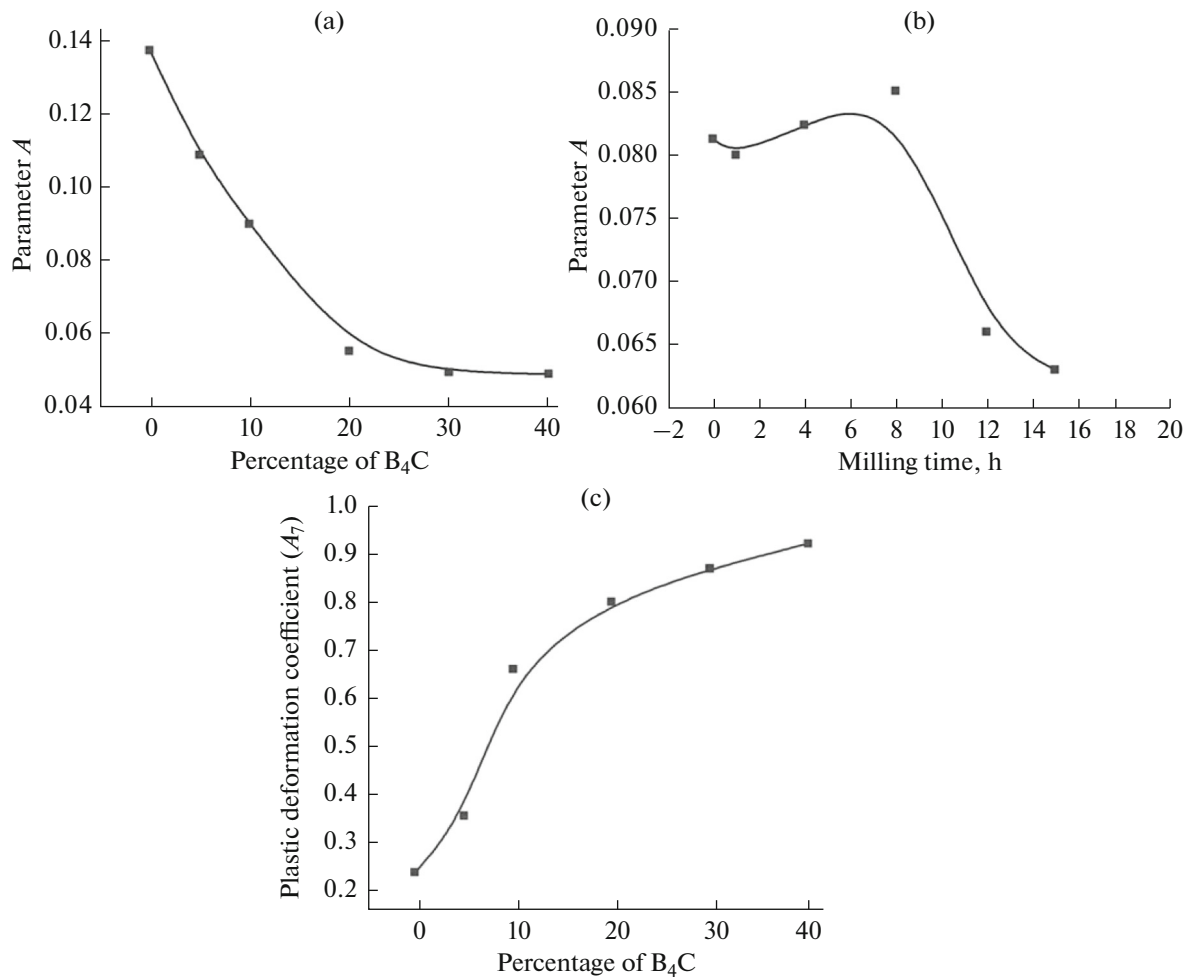 (a)
Parameter A
0.14
0.12
0.10
0.08
0.06
0.04
0 10 20 30 40
Percentage of B₄C
(b)
Parameter A
0.090
0.085
0.080
0.075
0.070
0.065
0.060
−2 0 2 4 6 8 10 12 14 16 18 20
Milling time, h
(c)
Plastic deformation coefficient (A₇)
1.0
0.9
0.8
0.7
0.6
0.5
0.4
0.3
0.2
0 10 20 30 40
Percentage of B₄C